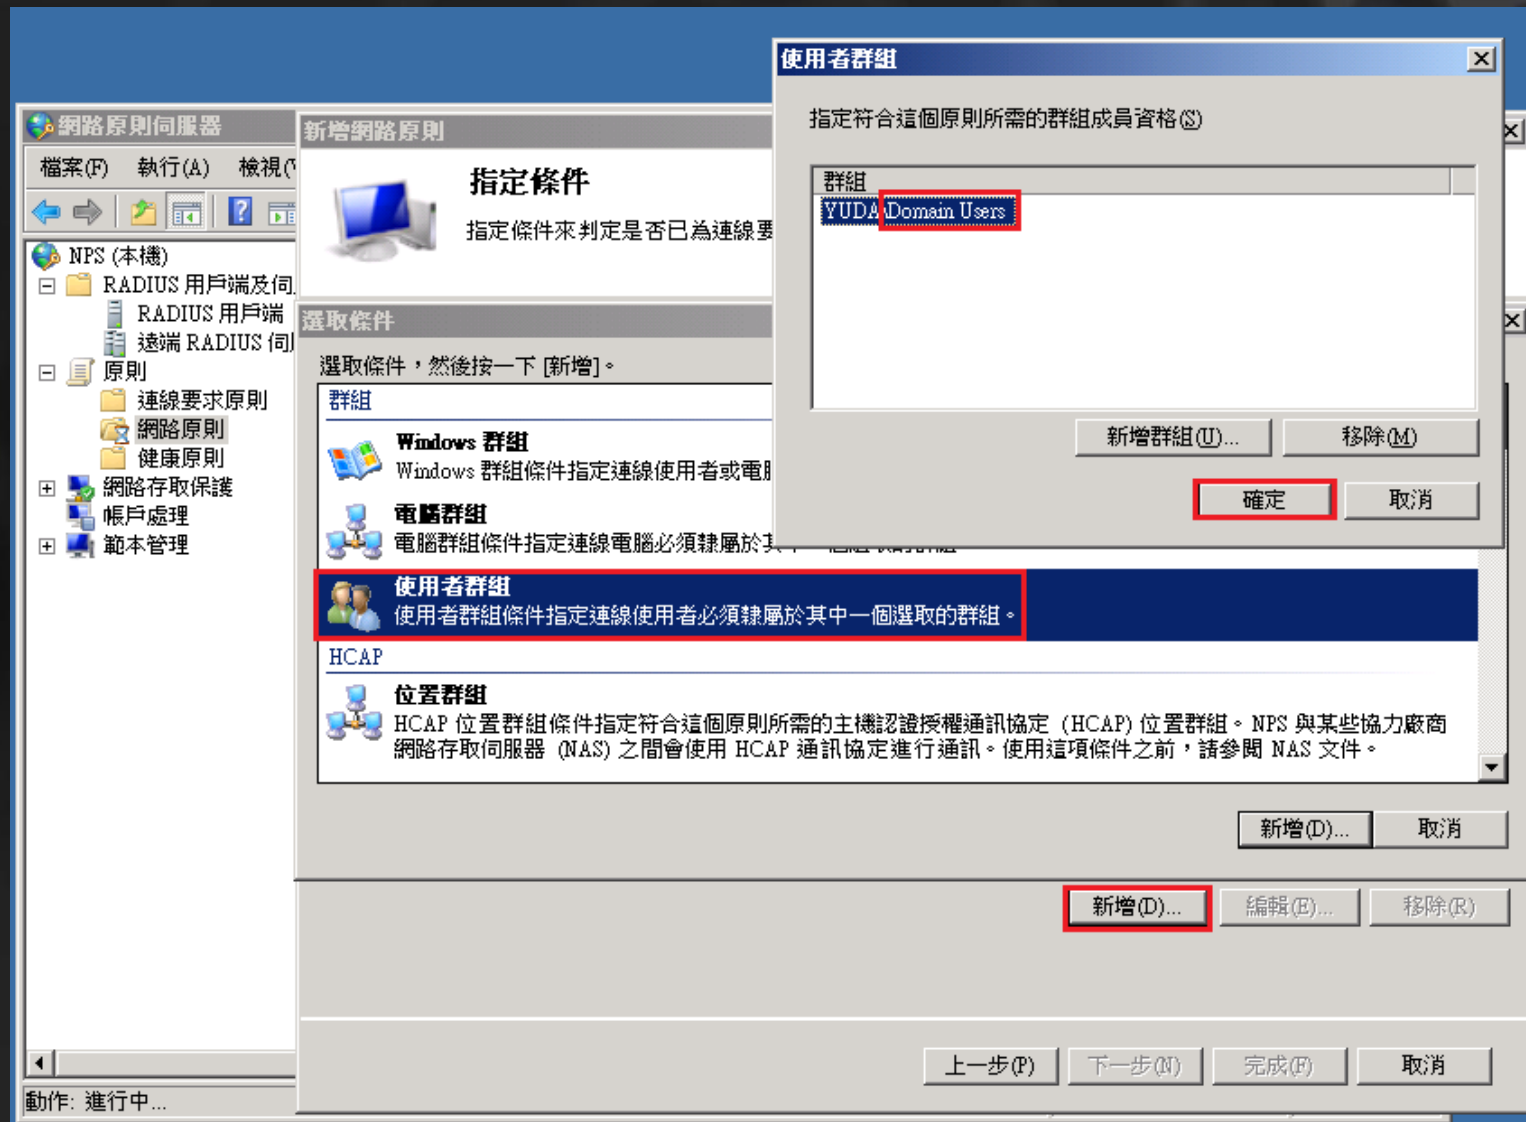 使用者群組
指定符合這個原則所需的群組成員資格(S)
群組
YUDA\Domain Users
新增群組(U)...
移除(M)
確定
取消
網路原則伺服器
檔案(F) 執行(A) 檢視(V
NPS (本機)
RADIUS 用戶端及伺
RADIUS 用戶端
遠端 RADIUS 伺
原則
連線要求原則
網路原則
健康原則
網路存取保護
帳戶處理
範本管理
動作: 進行中...
新增網路原則
指定條件
指定條件來判定是否已為連線要
選取條件
選取條件，然後按一下 [新增]。
群組
Windows 群組
Windows 群組條件指定連線使用者或電腦
電腦群組
電腦群組條件指定連線電腦必須隸屬於其中一個選取的群組
使用者群組
使用者群組條件指定連線使用者必須隸屬於其中一個選取的群組。
HCAP
位置群組
HCAP 位置群組條件指定符合這個原則所需的主機認證授權通訊協定 (HCAP) 位置群組。NPS 與某些協力廠商
網路存取伺服器 (NAS) 之間會使用 HCAP 通訊協定進行通訊。使用這項條件之前，請參閱 NAS 文件。
新增(D)...
取消
新增(D)...
編輯(E)...
移除(R)
上一步(P)
下一步(N)
完成(F)
取消